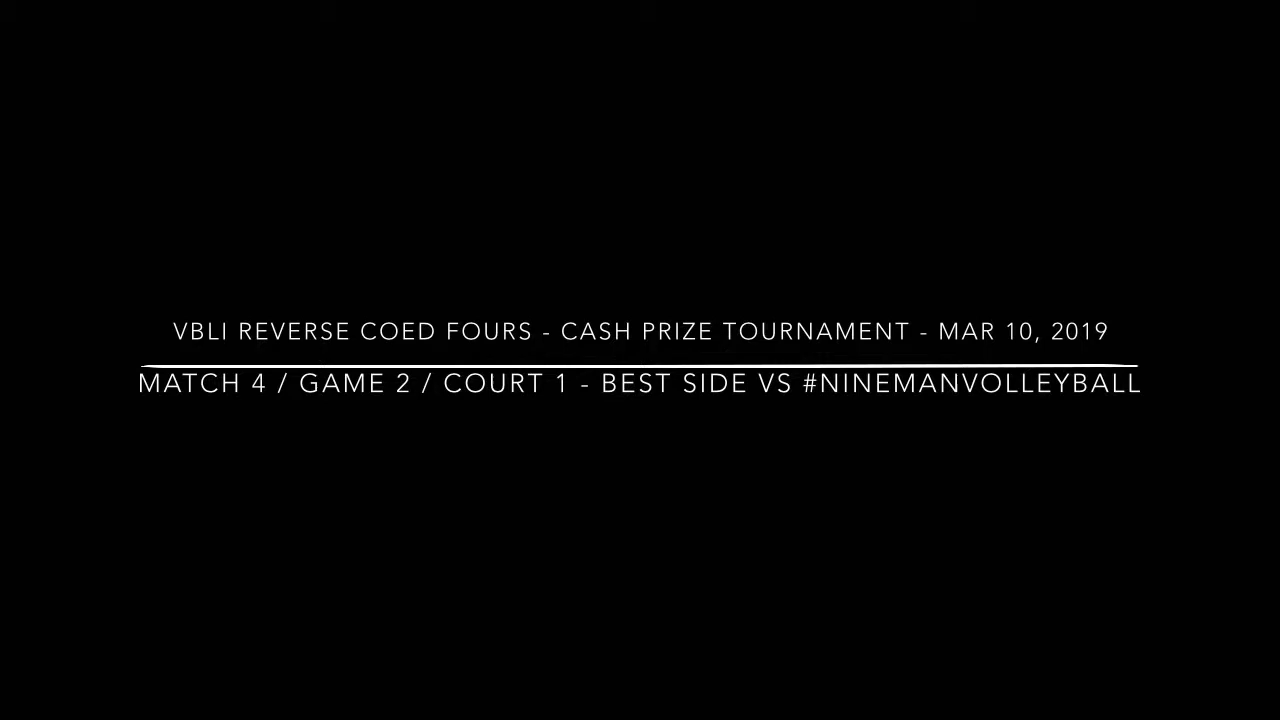 VBLI REVERSE COED FOURS - CASH PRIZE TOURNAMENT - MAR 10, 2019
MATCH 4 / GAME 2 / COURT 1 - BEST SIDE VS #NINEMANVOLLEYBALL